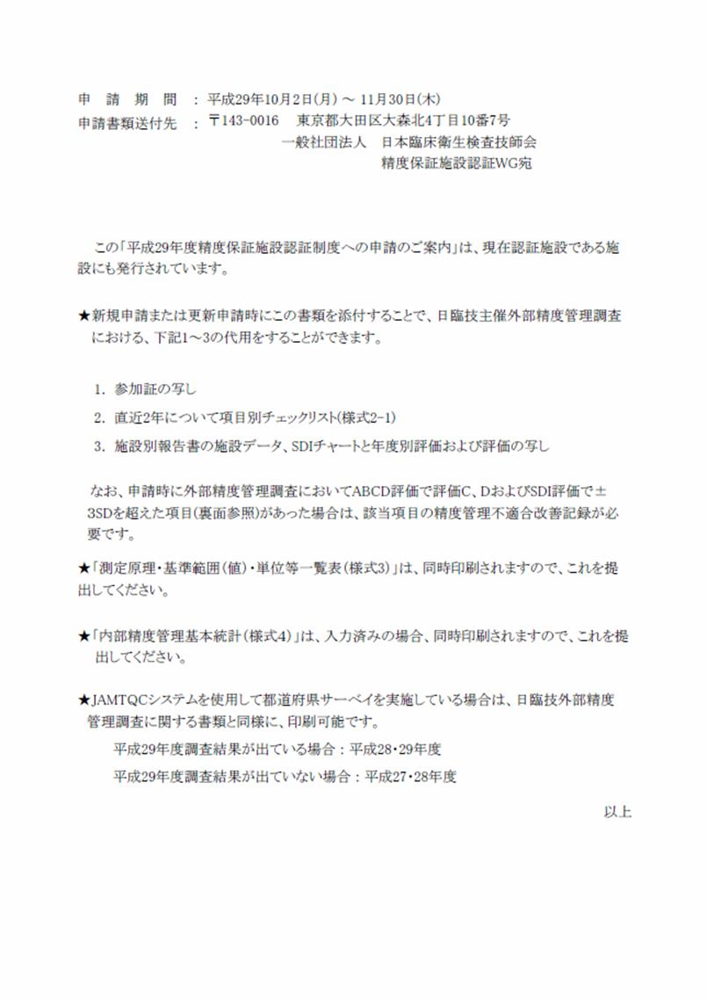 申　請　期　間　： 平成29年10月2日(月) ～ 11月30日(木)
申請書類送付先　： 〒143-0016　東京都大田区大森北4丁目10番7号
一般社団法人　日本臨床衛生検査技師会
精度保証施設認証WG宛
この「平成29年度精度保証施設認証制度への申請のご案内」は、現在認証施設である施
設にも発行されています。
★新規申請または更新申請時にこの書類を添付することで、日臨技主催外部精度管理調査
における、下記1～3の代用をすることができます。
1．参加証の写し
2．直近2年について項目別チェックリスト(様式2-1)
3．施設別報告書の施設データ、SDIチャートと年度別評価および評価の写し
なお、申請時に外部精度管理調査においてABCD評価で評価C、DおよびSDI評価で±
3SDを超えた項目(裏面参照)があった場合は、該当項目の精度管理不適合改善記録が必
要です。
★「測定原理・基準範囲（値）・単位等一覧表（様式3）」は、同時印刷されますので、これを提
出してください。
★「内部精度管理基本統計（様式4）」は、入力済みの場合、同時印刷されますので、これを提
出してください。
★JAMTQCシステムを使用して都道府県サーベイを実施している場合は、日臨技外部精度
管理調査に関する書類と同様に、印刷可能です。
平成29年度調査結果が出ている場合：平成28・29年度
平成29年度調査結果が出ていない場合：平成27・28年度
以上